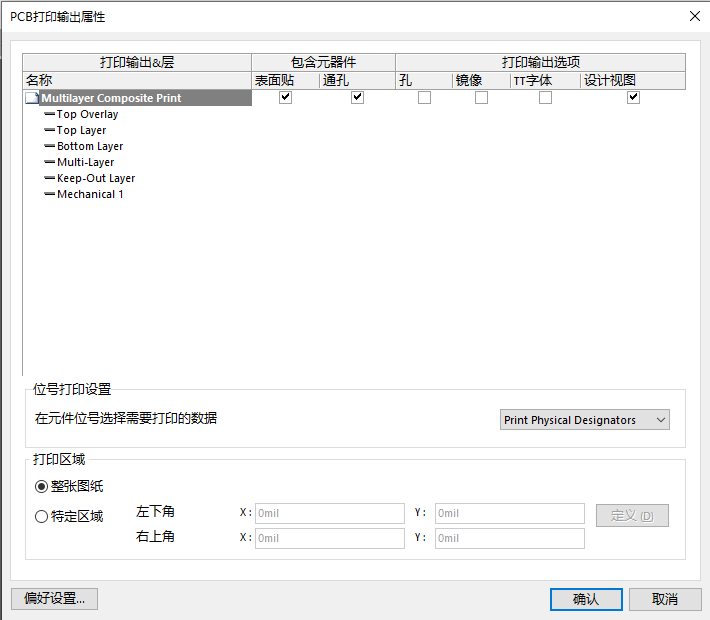 PCB打印输出属性
打印输出&层 包含元器件 打印输出选项
名称 表面贴 通孔 孔 镜像 TT字体 设计视图
Multilayer Composite Print
Top Overlay
Top Layer
Bottom Layer
Multi-Layer
Keep-Out Layer
Mechanical 1
位号打印设置
在元件位号选择需要打印的数据 Print Physical Designators
打印区域
整张图纸
特定区域 左下角 X: 0mil Y: 0mil 定义 (D)
右上角 X: 0mil Y: 0mil
偏好设置... 确认 取消